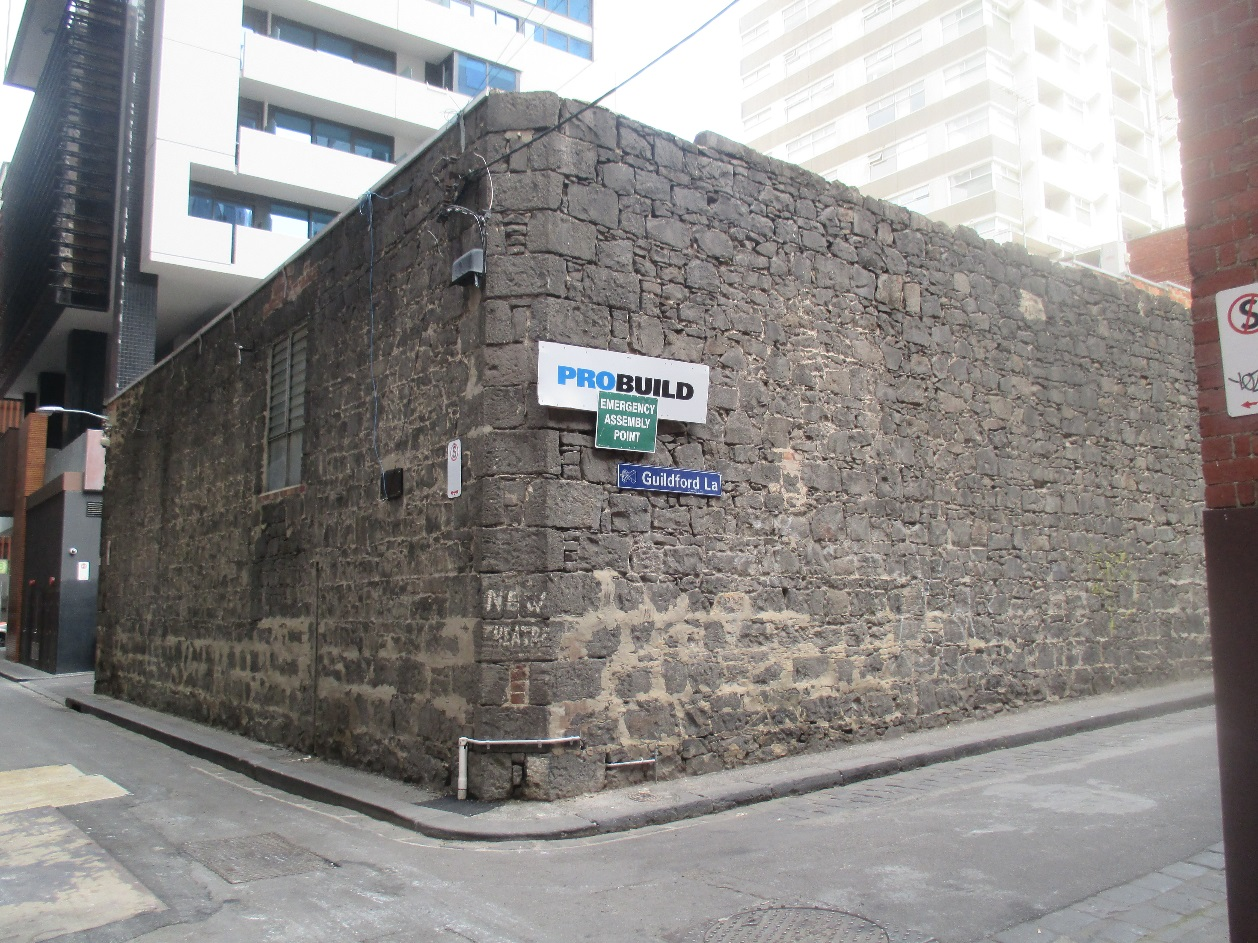 PROBUILD
EMERGENCY
ASSEMBLY
POINT
Guildford La
NEW
THEATRE
S
S